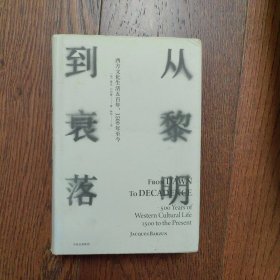 从黎明
到衰落
西方文化生活五百年，1500年至今
FROM DAWN
TO DECADENCE
500 Years of
Western Cultural Life
1500 to the Present
JACQUES BARZUN